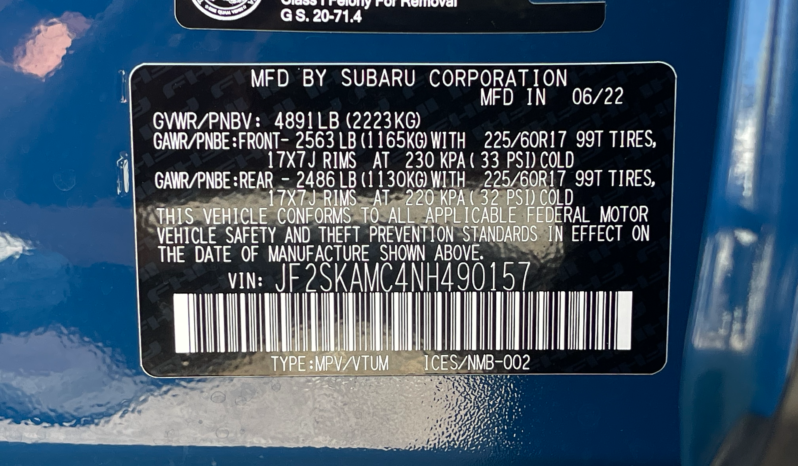 Class I Felony For Removal
G S. 20-71.4
MFD BY SUBARU CORPORATION
MFD IN 06/22
GVWR/PNBV: 4891LB (2223KG)
GAWR/PNBE:FRONT- 2563 LB (1165KG) WITH 225/60R17 99T TIRES,
17X7J RIMS AT 230 KPA ( 33 PSI) COLD
GAWR/PNBE:REAR - 2486 LB (1130KG) WITH 225/60R17 99T TIRES,
17X7J RIMS AT 220 KPA ( 32 PSI) COLD
THIS VEHICLE CONFORMS TO ALL APPLICABLE FEDERAL MOTOR
VEHICLE SAFETY AND THEFT PREVENTION STANDARDS IN EFFECT ON
THE DATE OF MANUFACTURE SHOWN ABOVE.
VIN: JF2SKAMC4NH490157
TYPE:MPV/VTUM ICES/NMB-002